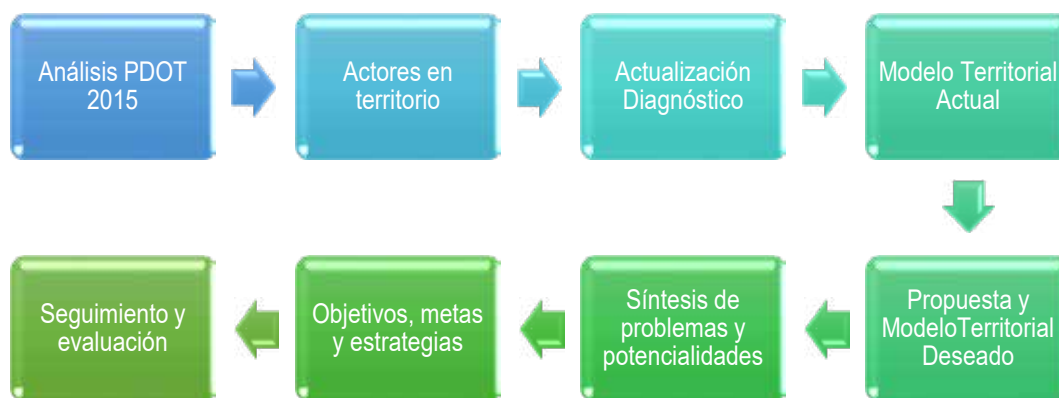 Análisis PDOT
2015
Actores en
territorio
Actualización
Diagnóstico
Modelo Territorial
Actual
Propuesta y
ModeloTerritorial
Deseado
Síntesis de
problemas y
potencialidades
Objetivos, metas
y estrategias
Seguimiento y
evaluación